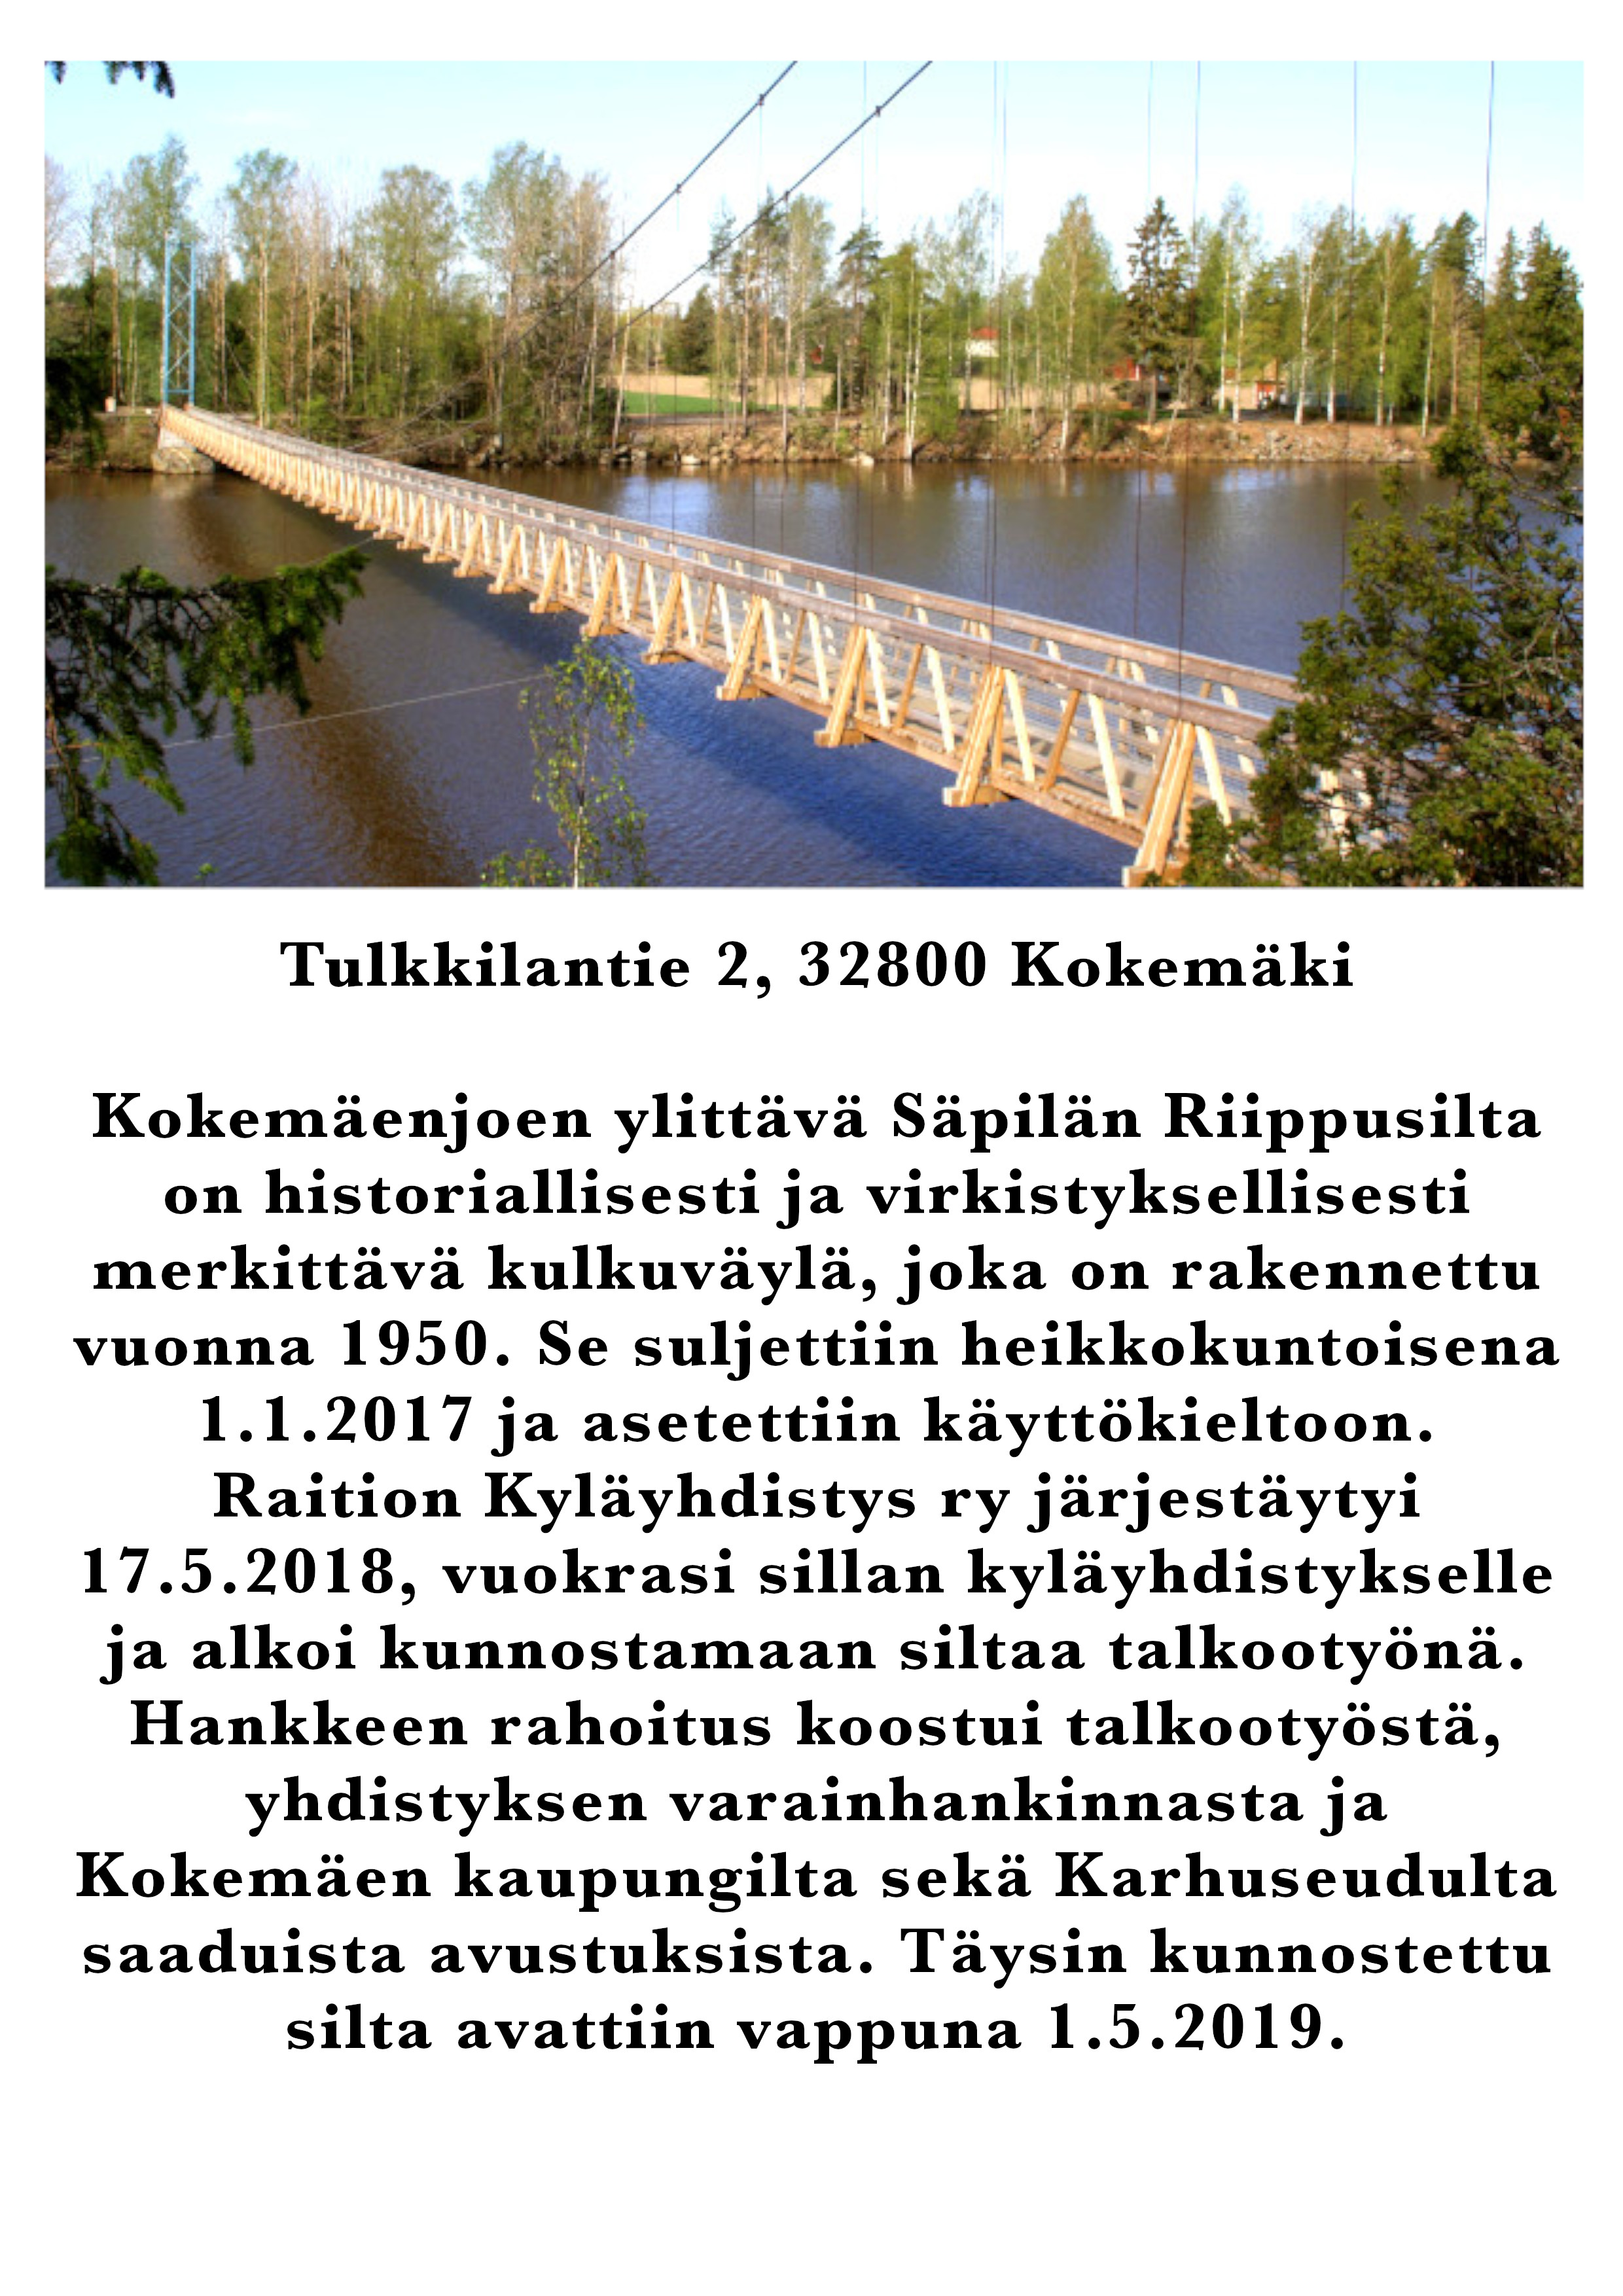 Tulkkilantie 2, 32800 Kokemäki
Kokemäenjoen ylittävä Säpilän Riippusilta
on historiallisesti ja virkistyksellisesti
merkittävä kulkuväylä, joka on rakennettu
vuonna 1950. Se suljettiin heikkokuntoisena
1.1.2017 ja asetettiin käyttökieltoon.
Raition Kyläyhdistys ry järjestäytyi
17.5.2018, vuokrasi sillan kyläyhdistykselle
ja alkoi kunnostamaan siltaa talkootyönä.
Hankkeen rahoitus koostui talkootyöstä,
yhdistyksen varainhankinnasta ja
Kokemäen kaupungilta sekä Karhuseudulta
saaduista avustuksista. Täysin kunnostettu
silta avattiin vappuna 1.5.2019.